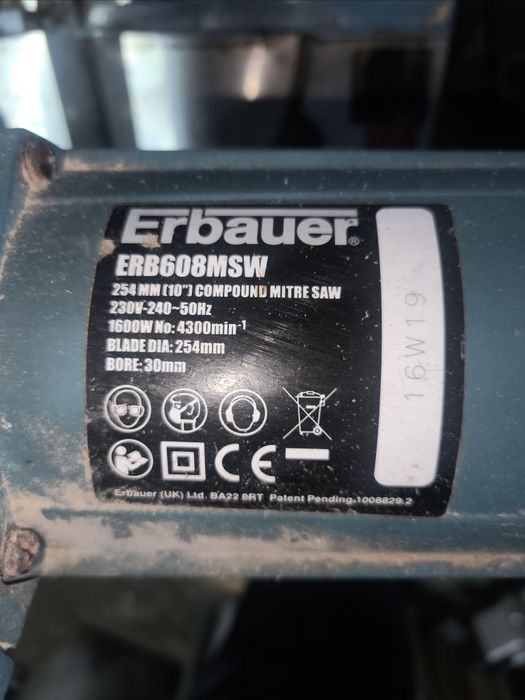 Erbauer®
ERB608MSW
254 MM (10") COMPOUND MITRE SAW
230V-240~50Hz
1600W No: 4300min⁻¹
BLADE DIA: 254mm
BORE: 30mm
CE
Erbauer (UK) Ltd. BA22 8RT Patent Pending 1008829.2
16W19